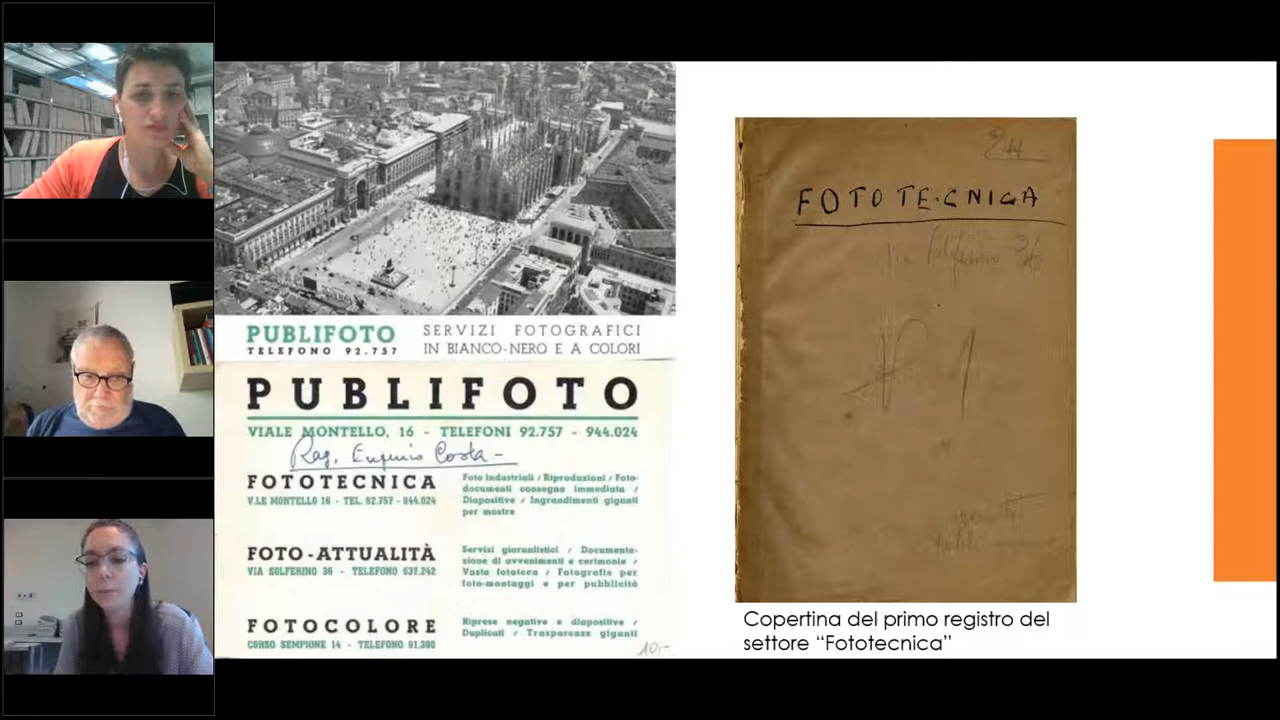 PUBLIFOTO
TELEFONO 92.757
SERVIZI FOTOGRAFICI
IN BIANCO-NERO E A COLORI
PUBLIFOTO
VIALE MONTELLO, 16 - TELEFONI 92.757 - 944.024
Rag. Eugenio Costa -
FOTOTECNICA
V.LE MONTELLO 16 - TEL. 92.757 - 944.024
Foto industriali / Riproduzioni / Foto-
documenti consegna immediata /
Diapositive / Ingrandimenti giganti
per mostre
FOTO-ATTUALITÀ
VIA SOLFERINO 36 - TELEFONO 637.242
Servizi giornalistici / Documenta-
zione di avvenimenti e cerimonie /
Vasta fototeca / Fotografie per
foto-montaggi e per pubblicità
FOTOCOLORE
CORSO SEMPIONE 14 - TELEFONO 91.300
Riprese negative e diapositive /
Duplicati / Trasparenze giganti
10,-
FOTOTECNICA
Via Solferino 36
N 1
Copertina del primo registro del
settore “Fototecnica”